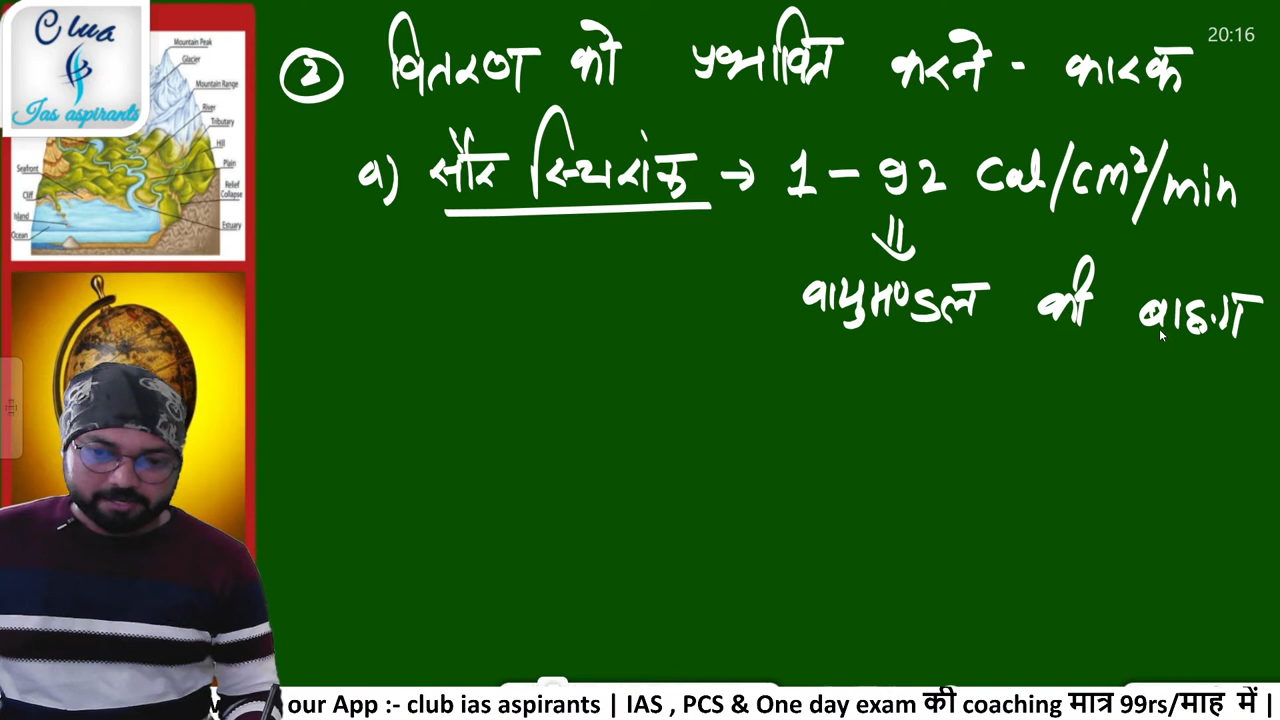 Clua
Ias aspirants
Mountain Peak
Glacier
Mountain Range
River
Tributary
Hill
Plain
Seafront
Relief
Collapse
Cliff
Island
Estuary
Ocean
20:16
② वितरण को प्रभावित करने - कारक
a) सौर स्थिरांक → 1 - 92 Cal/cm²/min
वायुमण्डल की बाह्य
our App :- club ias aspirants | IAS , PCS & One day exam की coaching मात्र 99rs/माह में |